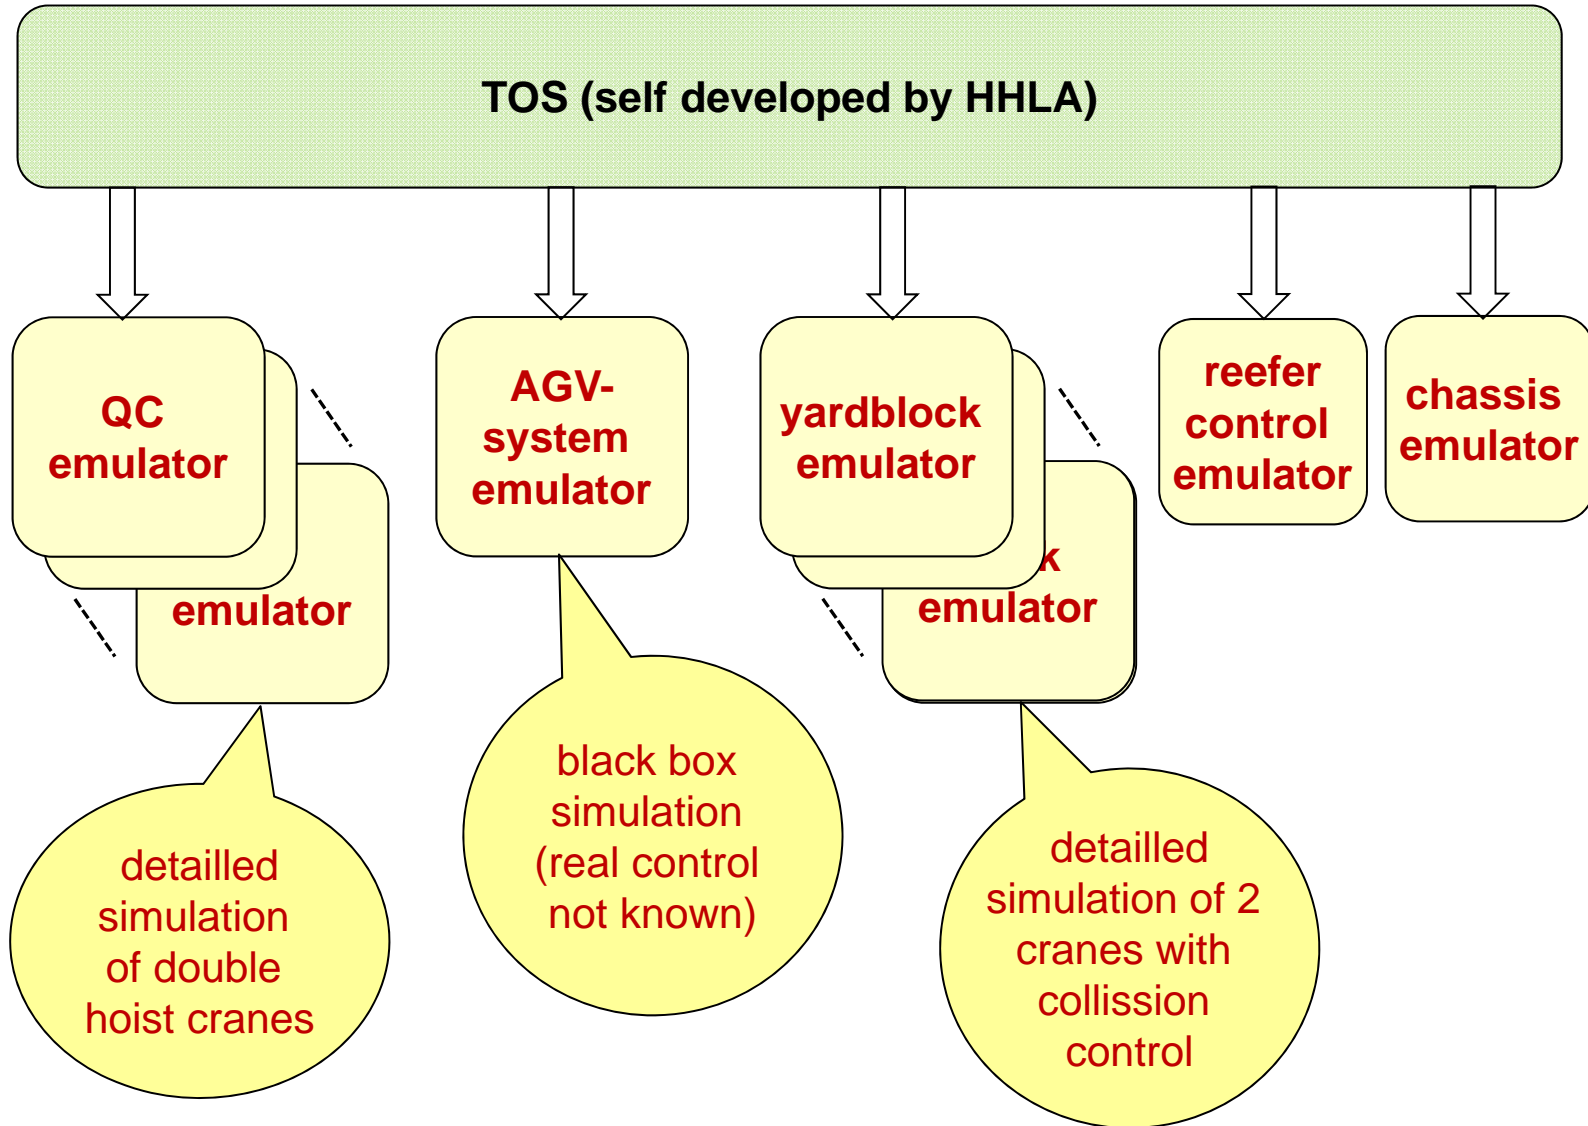 TOS (self developed by HHLA)
QC
emulator
emulator
AGV-
system
emulator
yardblock
emulator
emulator
reefer
control
emulator
chassis
emulator
detailled
simulation
of double
hoist cranes
black box
simulation
(real control
not known)
detailled
simulation of 2
cranes with
collission
control